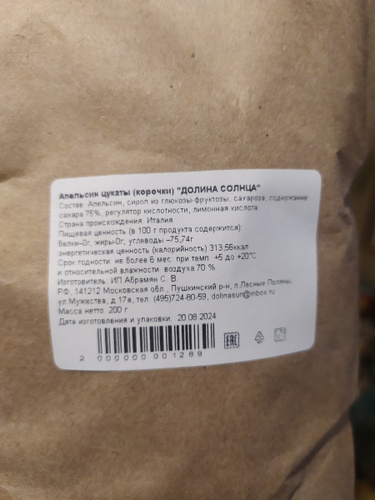 Апельсин цукаты (корочки) "ДОЛИНА СОЛНЦА"
Состав: Апельсин, сироп из глюкозы-фруктозы, сахароза, содержание
сахара 75%, регулятор кислотности, лимонная кислота
Страна происхождения: Италия
Пищевая ценность (в 100 г продукта содержится)
белки–0г, жиры-0г, углеводы –75,74г
энергетическая ценность (калорийность) 313,56ккал
Срок годности: не более 6 мес. при темп. +5 до +20°С
и относительной влажности воздуха 70 %
Изготовитель: ИП Абрамян С. В.
РФ, 141212 Московская обл., Пушкинский р-н, п.Лесные Поляны,
ул.Мужества, д 17а, тел: (495)724-80-59, dolinasun@inbox.ru
Масса нетто: 200 г
Дата изготовления и упаковки: 20.08.2024
2 000000 001289
EAC